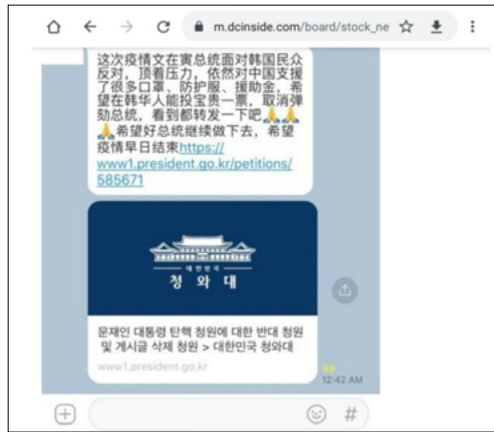 m.dcinside.com/board/stock_ne
这次疫情文在寅总统面对韩国民众
反对，顶着压力，依然对中国支援
了很多口罩、防护服、援助金，希
望在韩华人能投宝贵一票，取消弹
劾总统，看到都转发一下吧🙏🙏
🙏希望好总统继续做下去，希望
疫情早日结束https://
www1.president.go.kr/petitions/
585671
대한민국
청와대
문재인 대통령 탄핵 청원에 대한 반대 청원
및 게시글 삭제 청원 > 대한민국 청와대
www1.president.go.kr
99
12:42 AM
#